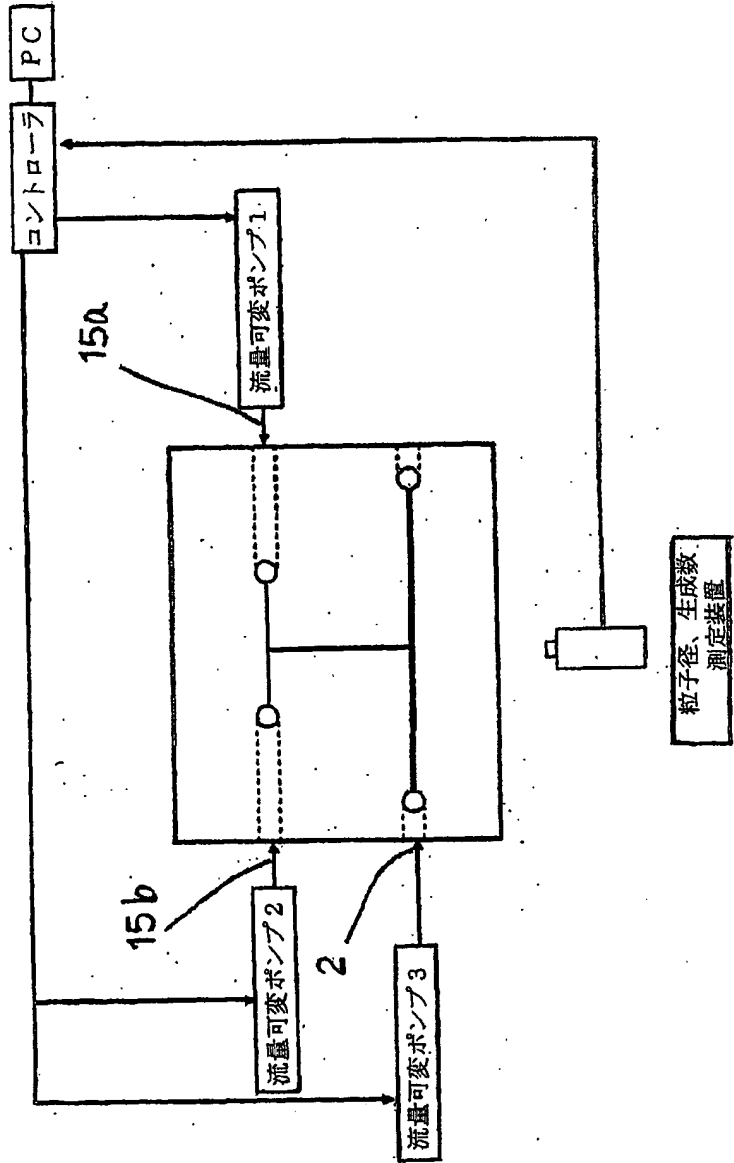 PC
コントローラ
流量可変ポンプ1
15a
15b
流量可変ポンプ2
2
流量可変ポンプ3
粒子径、生成数
測定装置